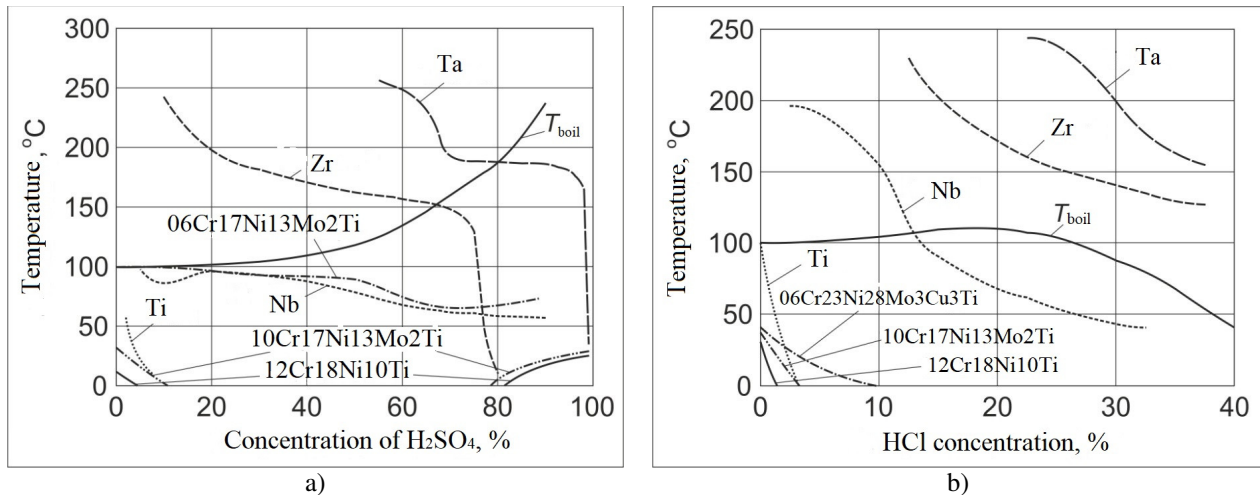 300
250
200
150
100
50
0
0
20
40
60
80
100
Temperature, °C
Concentration of H₂SO₄, %
Ta
Tboil
Zr
06Cr17Ni13Mo2Ti
Ti
Nb
10Cr17Ni13Mo2Ti
12Cr18Ni10Ti
a)
250
200
150
100
50
0
0
10
20
30
40
Temperature, °C
HCl concentration, %
Ta
Zr
Nb
Tboil
Ti
06Cr23Ni28Mo3Cu3Ti
10Cr17Ni13Mo2Ti
12Cr18Ni10Ti
b)